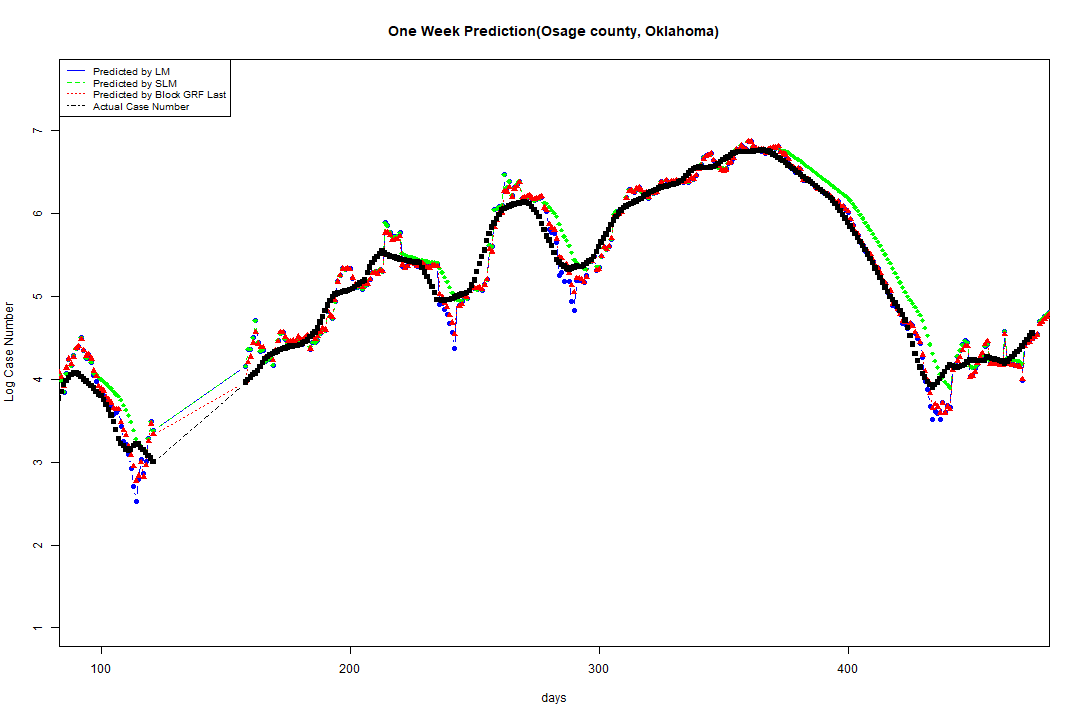 One Week Prediction(Osage county, Oklahoma)
Predicted by LM
Predicted by SLM
Predicted by Block GRF Last
Actual Case Number
7
6
5
4
3
2
1
Log Case Number
100 200 300 400
days